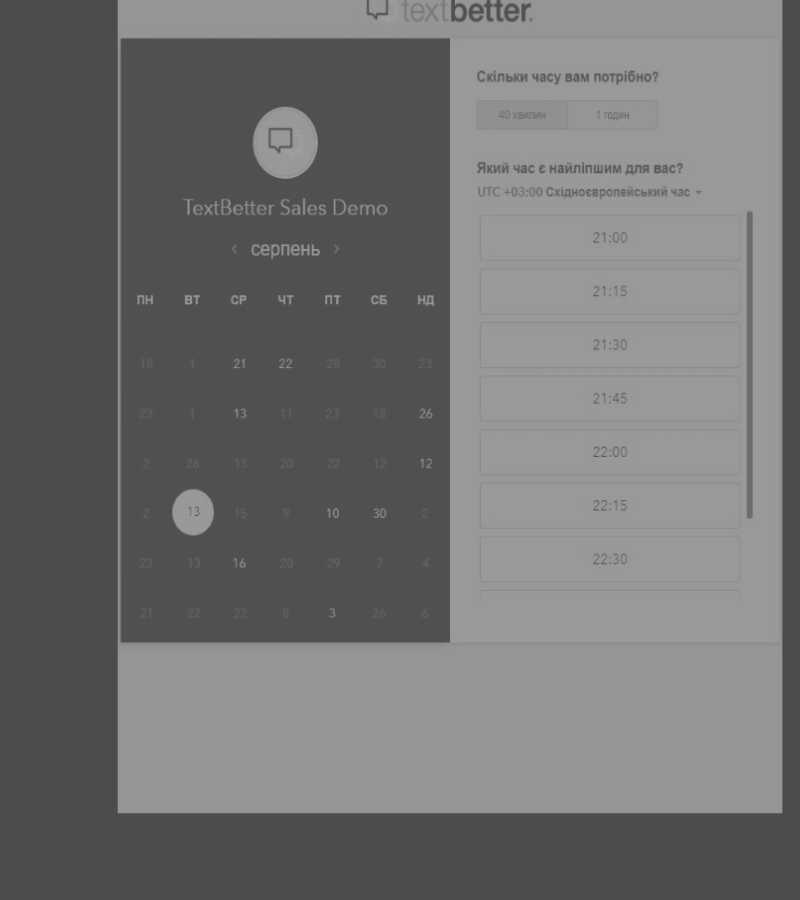 textbetter.
TextBetter Sales Demo
‹ серпень ›
ПН ВТ СР ЧТ ПТ СБ НД
18 1 21 22 28 30 23
23 1 13 11 23 18 26
2 26 13 20 22 12 12
2 13 15 9 10 30 2
23 13 16 20 29 7 4
21 22 22 8 3 26 6
Скільки часу вам потрібно?
40 хвилин 1 годин
Який час є найліпшим для вас?
UTC +03:00 Східноєвропейський час
21:00
21:15
21:30
21:45
22:00
22:15
22:30